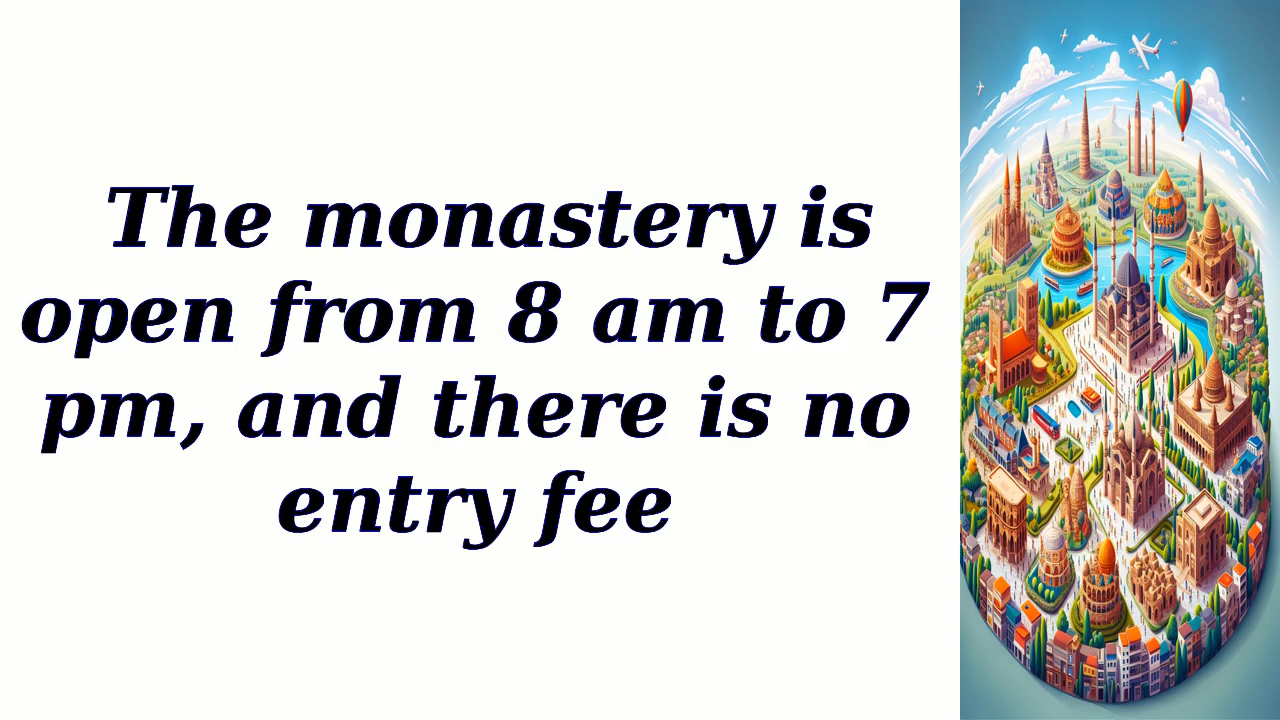 The monastery is
open from 8 am to 7
pm, and there is no
entry fee